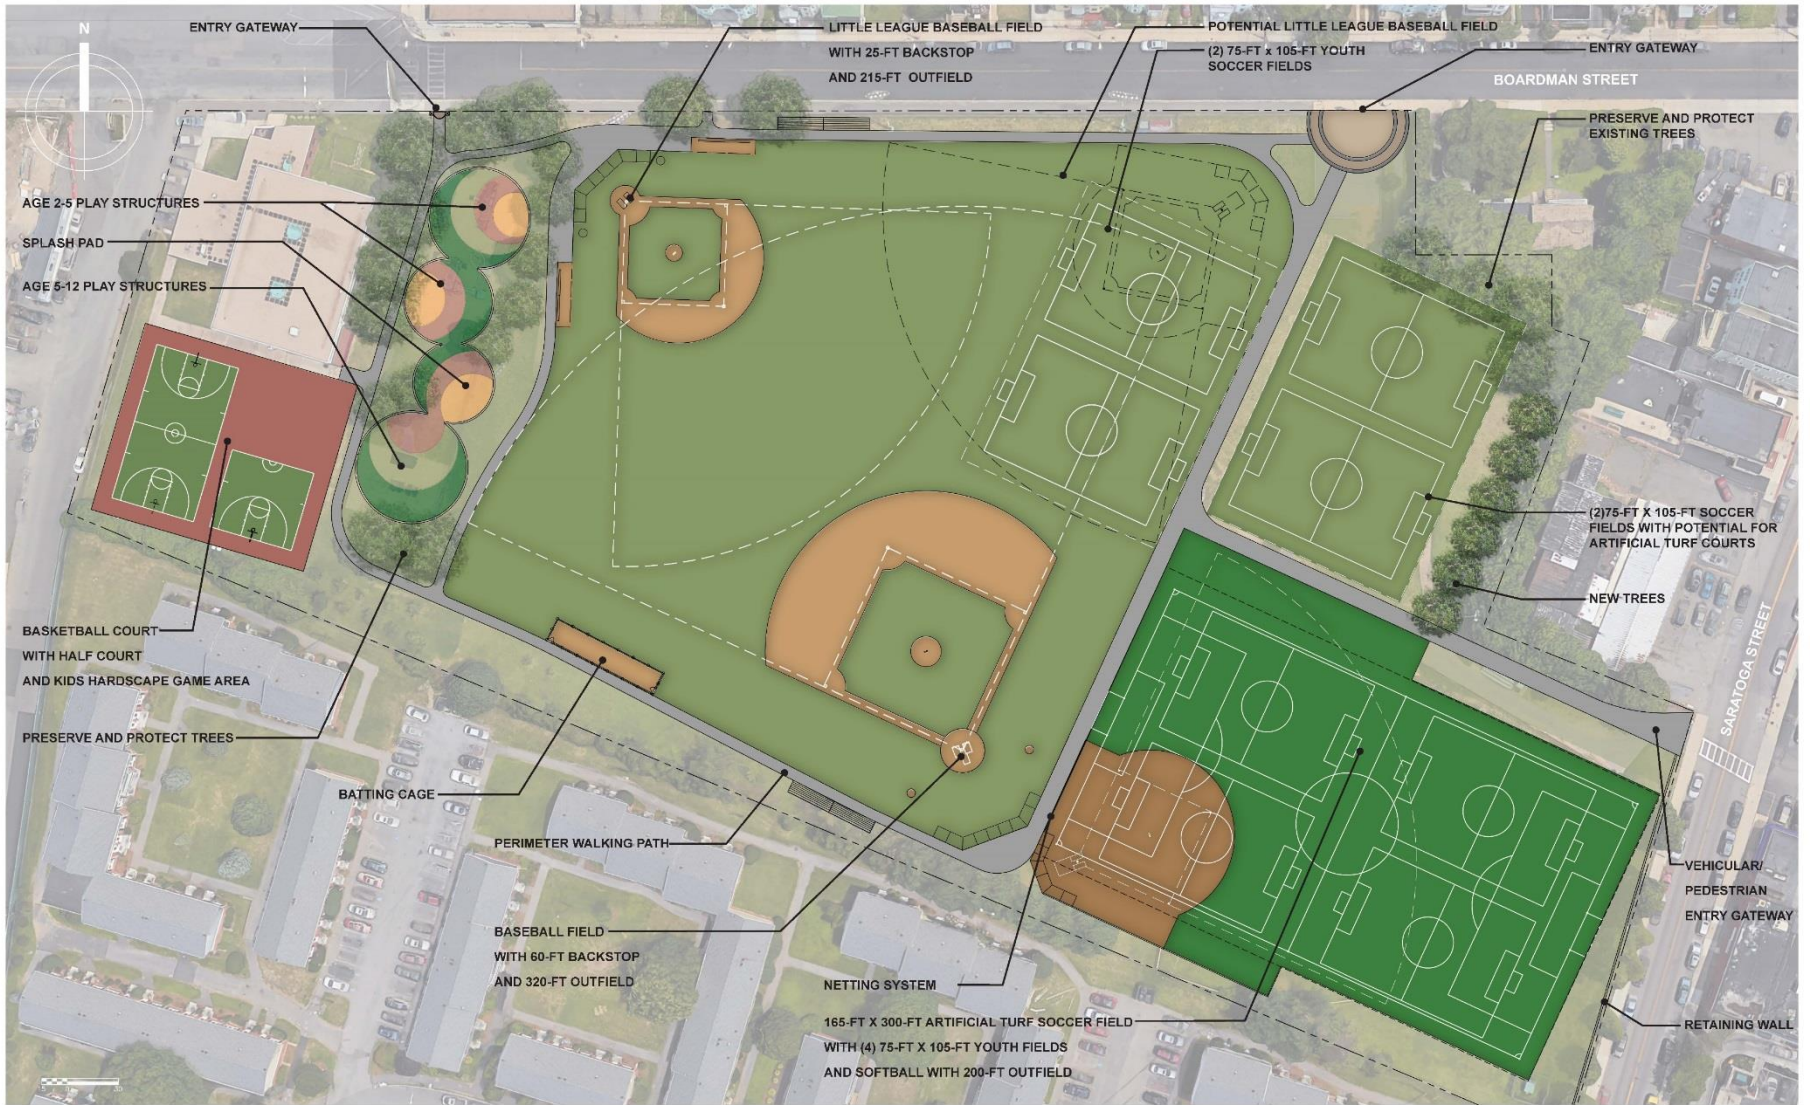 N
ENTRY GATEWAY
LITTLE LEAGUE BASEBALL FIELD
WITH 25-FT BACKSTOP
AND 215-FT OUTFIELD
POTENTIAL LITTLE LEAGUE BASEBALL FIELD
(2) 75-FT x 105-FT YOUTH
SOCCER FIELDS
ENTRY GATEWAY
BOARDMAN STREET
PRESERVE AND PROTECT
EXISTING TREES
AGE 2-5 PLAY STRUCTURES
SPLASH PAD
AGE 5-12 PLAY STRUCTURES
(2)75-FT X 105-FT SOCCER
FIELDS WITH POTENTIAL FOR
ARTIFICIAL TURF COURTS
NEW TREES
SARATOGA STREET
BASKETBALL COURT
WITH HALF COURT
AND KIDS HARDSCAPE GAME AREA
PRESERVE AND PROTECT TREES
BATTING CAGE
PERIMETER WALKING PATH
BASEBALL FIELD
WITH 60-FT BACKSTOP
AND 320-FT OUTFIELD
NETTING SYSTEM
165-FT X 300-FT ARTIFICIAL TURF SOCCER FIELD
WITH (4) 75-FT X 105-FT YOUTH FIELDS
AND SOFTBALL WITH 200-FT OUTFIELD
VEHICULAR/
PEDESTRIAN
ENTRY GATEWAY
RETAINING WALL